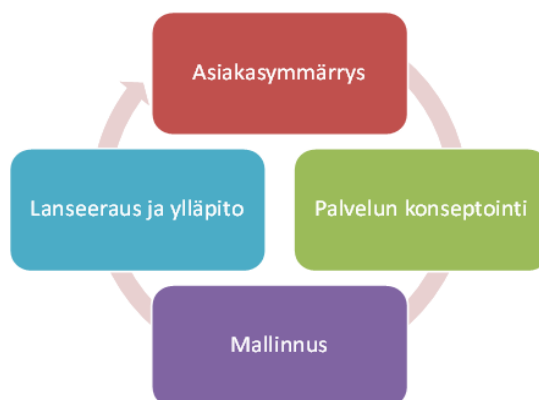 Asiakasymmärrys
Palvelun konseptointi
Mallinnus
Lanseeraus ja ylläpito